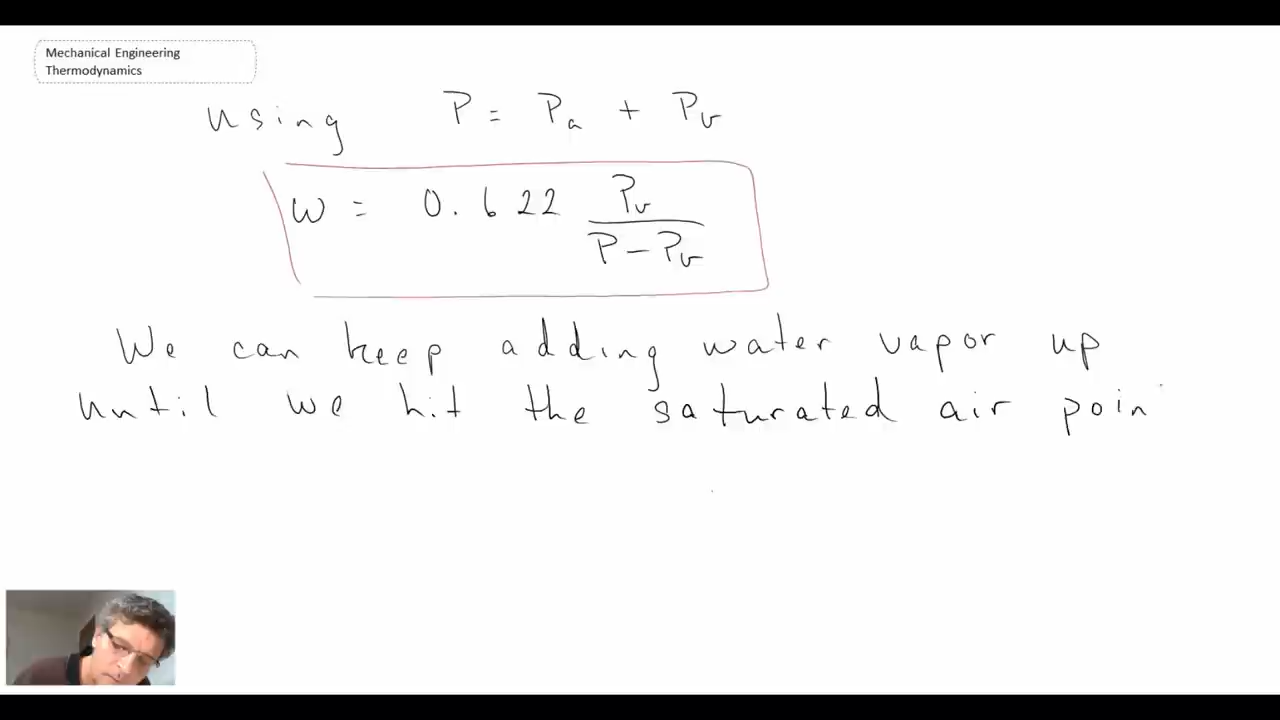 Mechanical Engineering
Thermodynamics
using P = Pa + Pv
ω = 0.622 Pv / P - Pv
We can keep adding water vapor up
until we hit the saturated air poin